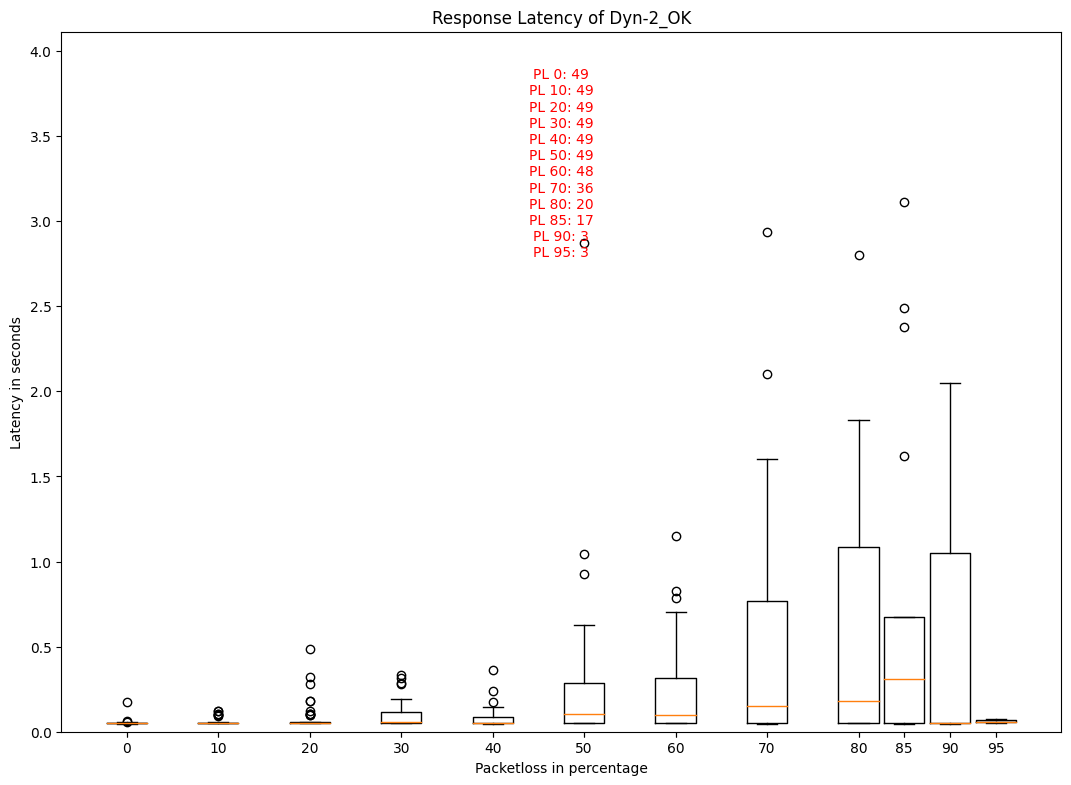 Response Latency of Dyn-2_OK
4.0
3.5
3.0
2.5
2.0
1.5
1.0
0.5
0.0
Latency in seconds
PL 0: 49
PL 10: 49
PL 20: 49
PL 30: 49
PL 40: 49
PL 50: 49
PL 60: 48
PL 70: 36
PL 80: 20
PL 85: 17
PL 90: 3
PL 95: 3
0 10 20 30 40 50 60 70 80 85 90 95
Packetloss in percentage